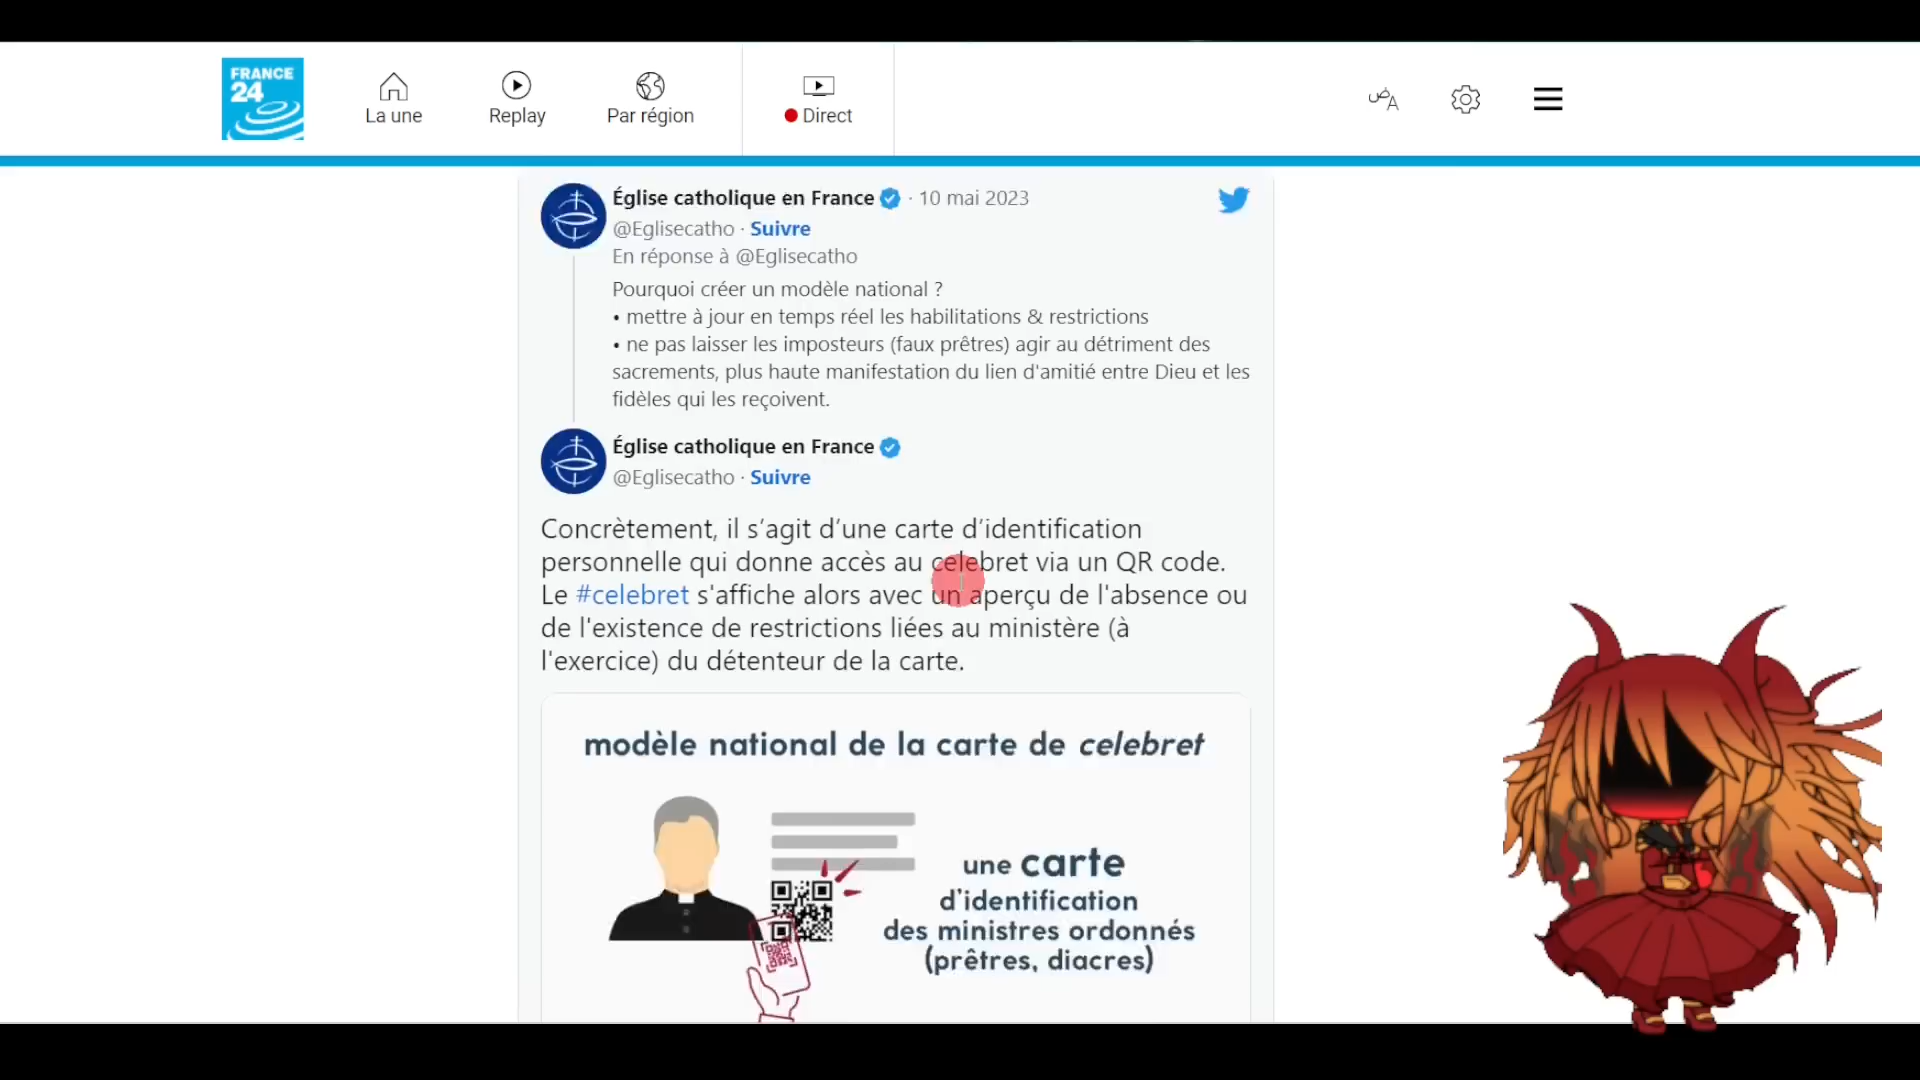 FRANCE
24
La une
Replay
Par région
Direct
ضA
Église catholique en France · 10 mai 2023
@Eglisecatho · Suivre
En réponse à @Eglisecatho
Pourquoi créer un modèle national ?
• mettre à jour en temps réel les habilitations & restrictions
• ne pas laisser les imposteurs (faux prêtres) agir au détriment des
sacrements, plus haute manifestation du lien d'amitié entre Dieu et les
fidèles qui les reçoivent.
Église catholique en France
@Eglisecatho · Suivre
Concrètement, il s’agit d’une carte d’identification
personnelle qui donne accès au celebret via un QR code.
Le #celebret s'affiche alors avec un aperçu de l'absence ou
de l'existence de restrictions liées au ministère (à
l'exercice) du détenteur de la carte.
modèle national de la carte de celebret
une carte
d’identification
des ministres ordonnés
(prêtres, diacres)